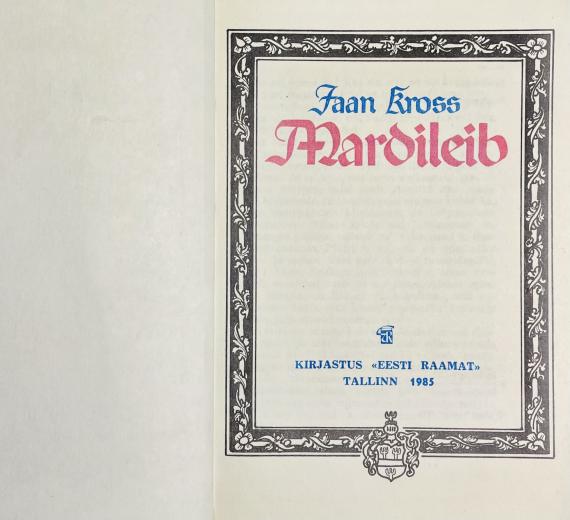 Jaan Kross
Mardileib
KIRJASTUS «EESTI RAAMAT»
TALLINN 1985